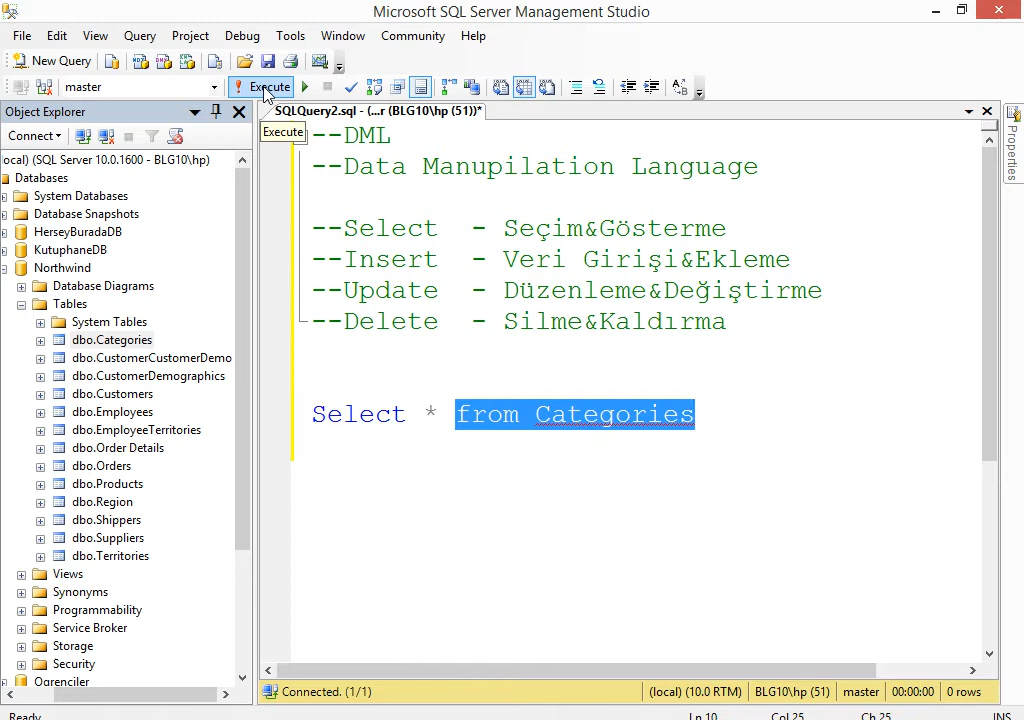 Microsoft SQL Server Management Studio
File Edit View Query Project Debug Tools Window Community Help
New Query
master Execute
Object Explorer
SQLQuery2.sql - (...r (BLG10\hp (51))*
Execute
Connect
ocal) (SQL Server 10.0.1600 - BLG10\hp)
Databases
System Databases
Database Snapshots
HerseyBuradaDB
KutuphaneDB
Northwind
Database Diagrams
Tables
System Tables
dbo.Categories
dbo.CustomerCustomerDemo
dbo.CustomerDemographics
dbo.Customers
dbo.Employees
dbo.EmployeeTerritories
dbo.Order Details
dbo.Orders
dbo.Products
dbo.Region
dbo.Shippers
dbo.Suppliers
dbo.Territories
Views
Synonyms
Programmability
Service Broker
Storage
Security
Ogrenciler
--DML
--Data Manupilation Language
--Select - Seçim&Gösterme
--Insert - Veri Girişi&Ekleme
--Update - Düzenleme&Değiştirme
--Delete - Silme&Kaldırma
Select * from Categories
Properties
Connected. (1/1) (local) (10.0 RTM) BLG10\hp (51) master 00:00:00 0 rows
Ready Ln 10 Col 25 Ch 25 INS